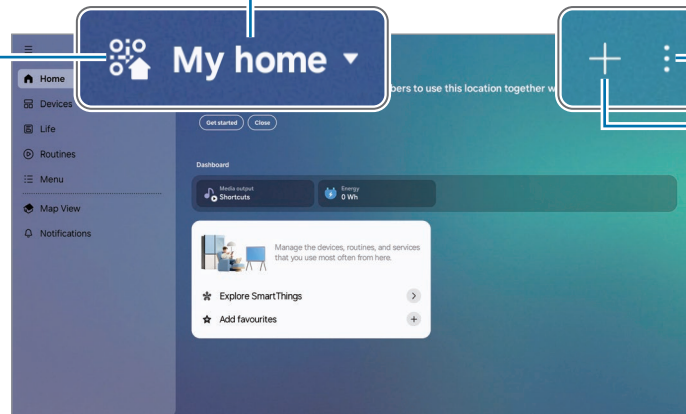 My home
Home
Devices
Life
Routines
Menu
Map View
Notifications
bers to use this location together w
Get started
Close
Dashboard
Media output
Shortcuts
Energy
0 Wh
Manage the devices, routines, and services
that you use most often from here.
Explore SmartThings
Add favourites